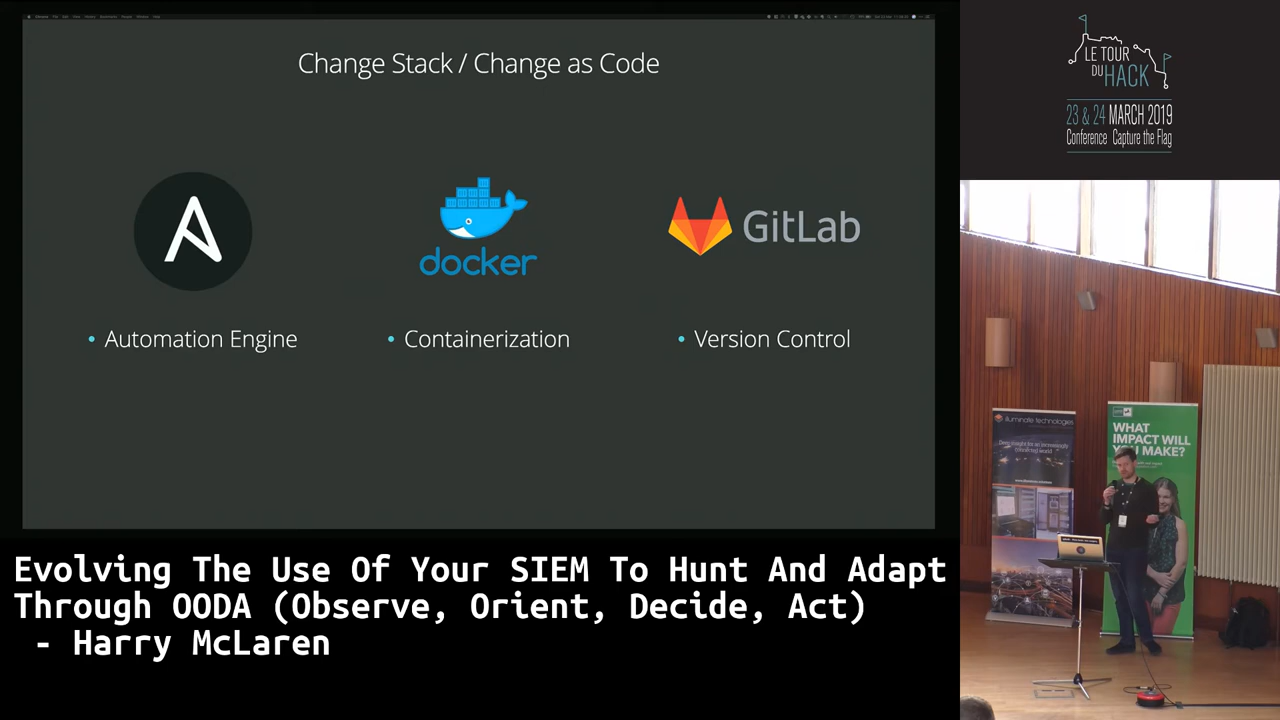 Change Stack / Change as Code
docker
GitLab
• Automation Engine
• Containerization
• Version Control
Evolving The Use Of Your SIEM To Hunt And Adapt
Through OODA (Observe, Orient, Decide, Act)
- Harry McLaren
LE TOUR
DU HACK
23 & 24 MARCH 2019
Conference Capture the Flag
illuminate technologies
WHAT
IMPACT WILL
YOU MAKE?